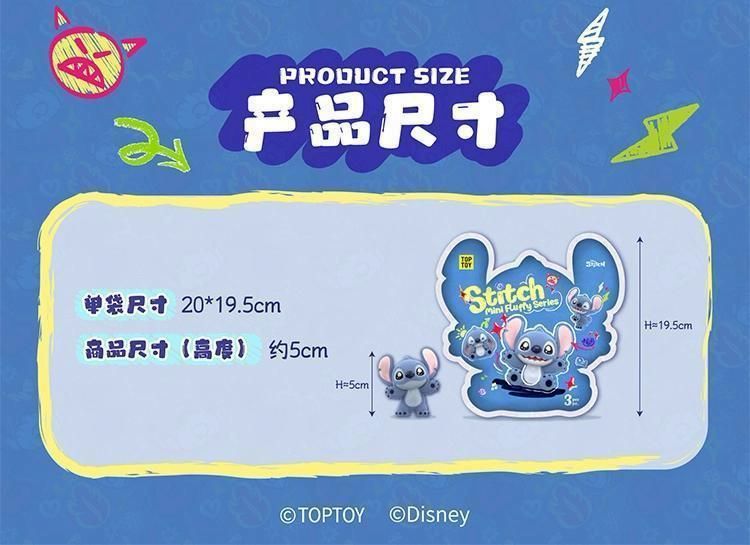 PRODUCT SIZE
产品尺寸
单袋尺寸 20*19.5cm
商品尺寸（高度） 约5cm
H≈5cm
H≈19.5cm
TOP
TOY
Stitch
Stitch
Mini Fluffy Series
©TOPTOY ©Disney